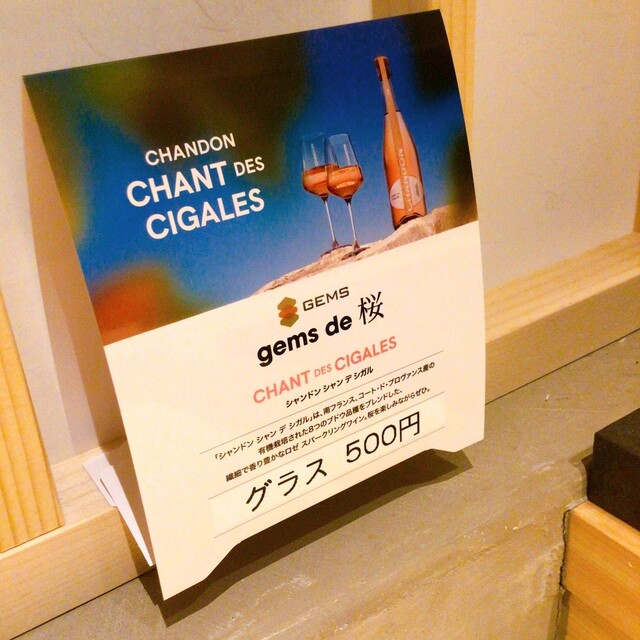 CHANDON
CHANT DES
CIGALES
GEMS
gems de 桜
CHANT DES CIGALES
シャンドン シャン デ シガル
「シャンドン シャン デ シガル」は、南フランス、コート・ド・プロヴァンス産の
有機栽培された8つのブドウ品種をブレンドした、
繊細で香り豊かなロゼ スパークリングワイン。桜を楽しみながらぜひ。
グラス 500円
CHANDON